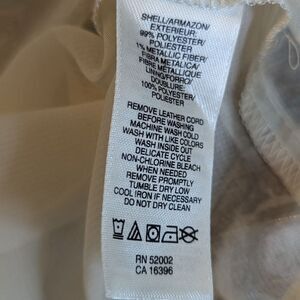 SHELL/ARMAZON/
EXTERIEUR:
99% POLYESTER/
POLIESTER
1% METALLIC FIBER/
FIBRA METALICA/
FIBRE METALLIQUE
LINING/FORRO/
DOUBLURE:
100% POLYESTER/
POLIESTER
REMOVE LEATHER CORD
BEFORE WASHING
MACHINE WASH COLD
WASH WITH LIKE COLORS
WASH INSIDE OUT
DELICATE CYCLE
NON-CHLORINE BLEACH
WHEN NEEDED
REMOVE PROMPTLY
TUMBLE DRY LOW
COOL IRON IF NECESSARY
DO NOT DRY CLEAN
RN 52002
CA 16396